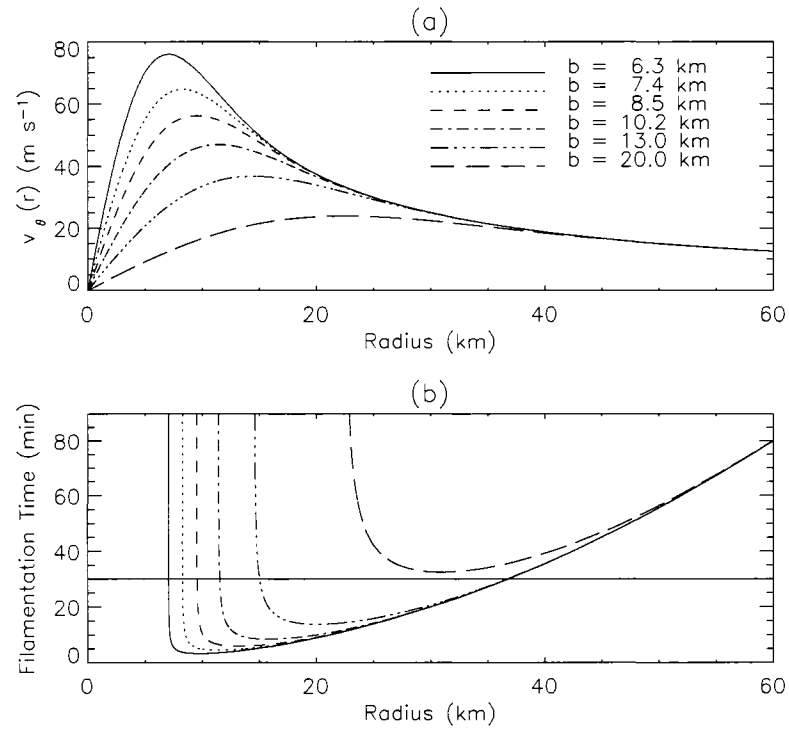 (a)
80
60
40
20
0
v_θ (r) (m s⁻¹)
b = 6.3 km
b = 7.4 km
b = 8.5 km
b = 10.2 km
b = 13.0 km
b = 20.0 km
0 20 40 60
Radius (km)
(b)
80
60
40
20
0
Filamentation Time (min)
0 20 40 60
Radius (km)